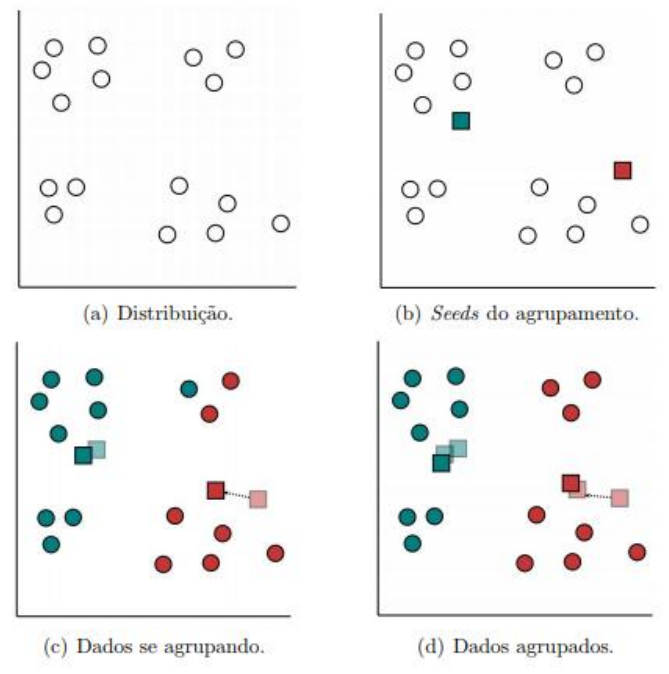 (a) Distribuição.
(b) Seeds do agrupamento.
(c) Dados se agrupando.
(d) Dados agrupados.